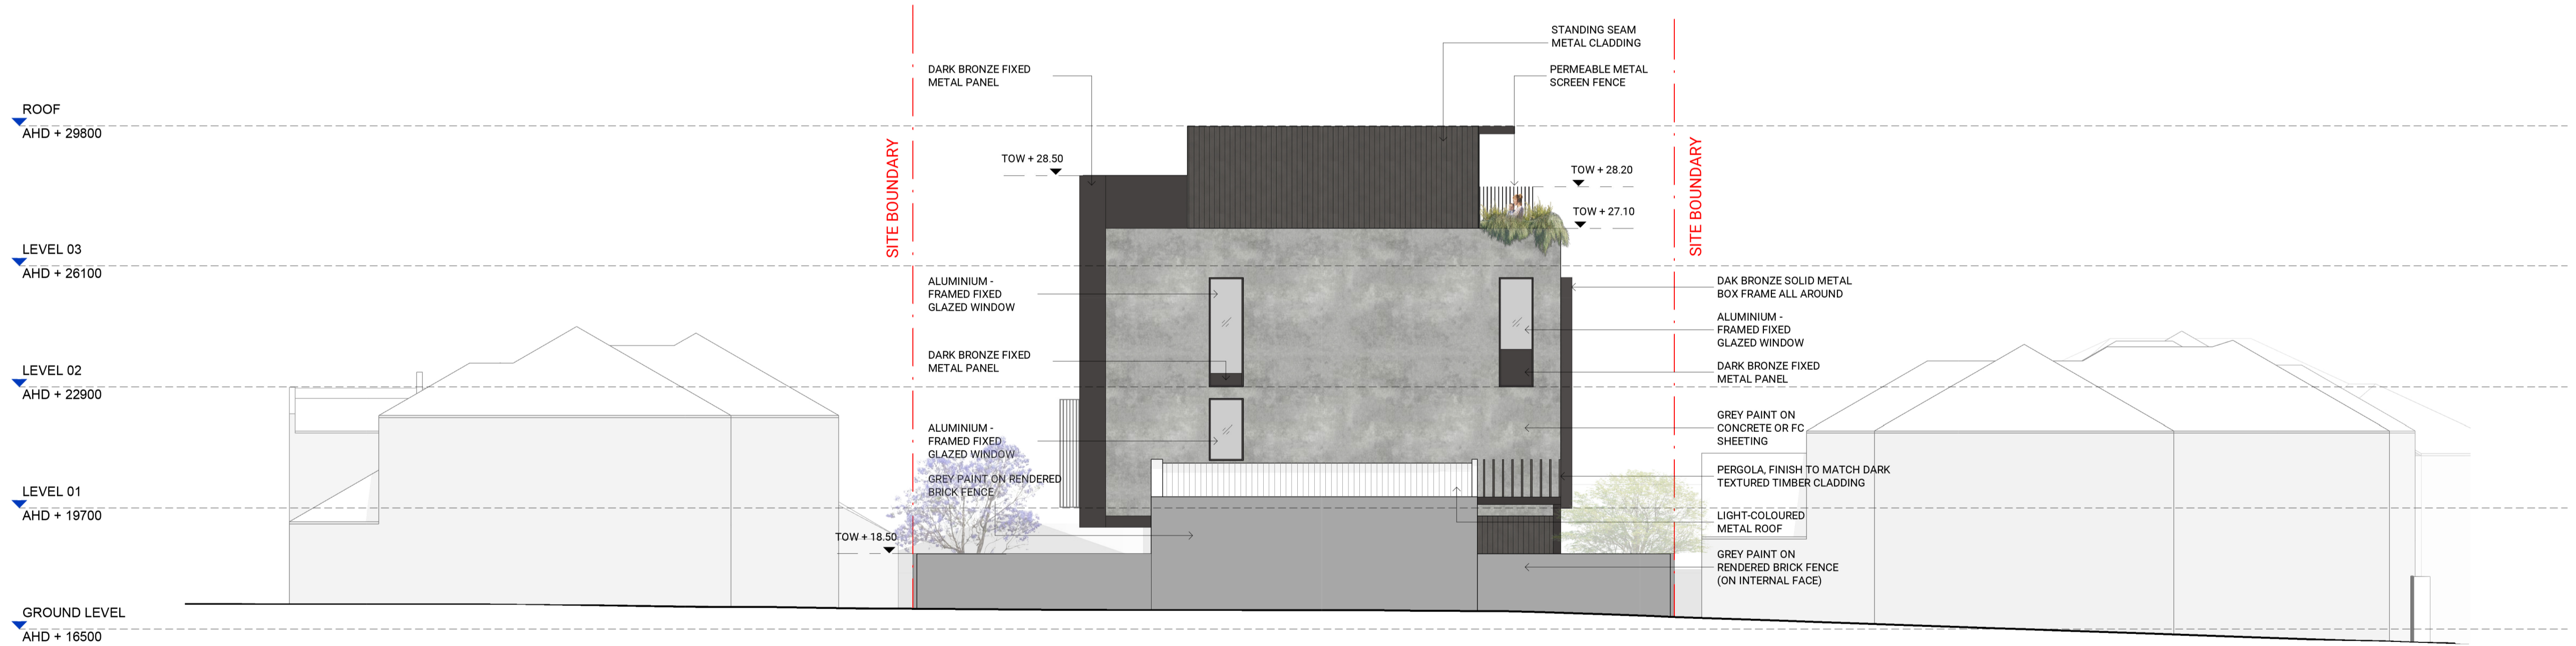 ROOF
AHD + 29800
LEVEL 03
AHD + 26100
LEVEL 02
AHD + 22900
LEVEL 01
AHD + 19700
GROUND LEVEL
AHD + 16500
SITE BOUNDARY
DARK BRONZE FIXED
METAL PANEL
TOW + 28.50
ALUMINIUM -
FRAMED FIXED
GLAZED WINDOW
DARK BRONZE FIXED
METAL PANEL
ALUMINIUM -
FRAMED FIXED
GLAZED WINDOW
GREY PAINT ON RENDERED
BRICK FENCE
TOW + 18.50
STANDING SEAM
METAL CLADDING
PERMEABLE METAL
SCREEN FENCE
TOW + 28.20
TOW + 27.10
SITE BOUNDARY
DAK BRONZE SOLID METAL
BOX FRAME ALL AROUND
ALUMINIUM -
FRAMED FIXED
GLAZED WINDOW
DARK BRONZE FIXED
METAL PANEL
GREY PAINT ON
CONCRETE OR FC
SHEETING
PERGOLA, FINISH TO MATCH DARK
TEXTURED TIMBER CLADDING
LIGHT-COLOURED
METAL ROOF
GREY PAINT ON
RENDERED BRICK FENCE
(ON INTERNAL FACE)